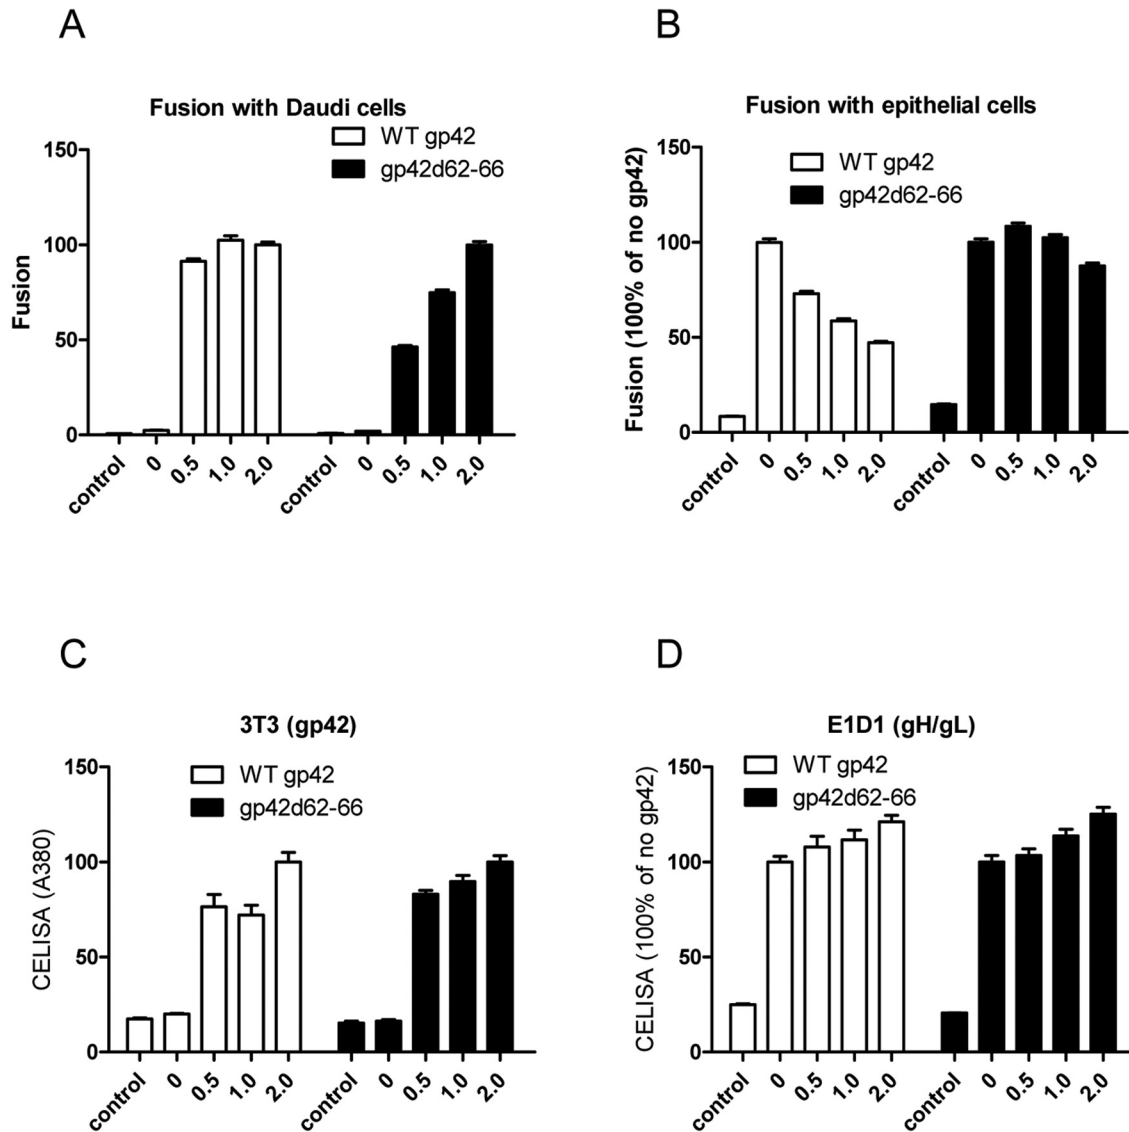 A
Fusion with Daudi cells
WT gp42
gp42d62-66
Fusion
150
100
50
0
control
0
0.5
1.0
2.0
control
0
0.5
1.0
2.0
B
Fusion with epithelial cells
WT gp42
gp42d62-66
Fusion (100% of no gp42)
150
100
50
0
control
0
0.5
1.0
2.0
control
0
0.5
1.0
2.0
C
3T3 (gp42)
WT gp42
gp42d62-66
CELISA (A380)
150
100
50
0
control
0
0.5
1.0
2.0
control
0
0.5
1.0
2.0
D
E1D1 (gH/gL)
WT gp42
gp42d62-66
CELISA (100% of no gp42)
150
100
50
0
control
0
0.5
1.0
2.0
control
0
0.5
1.0
2.0